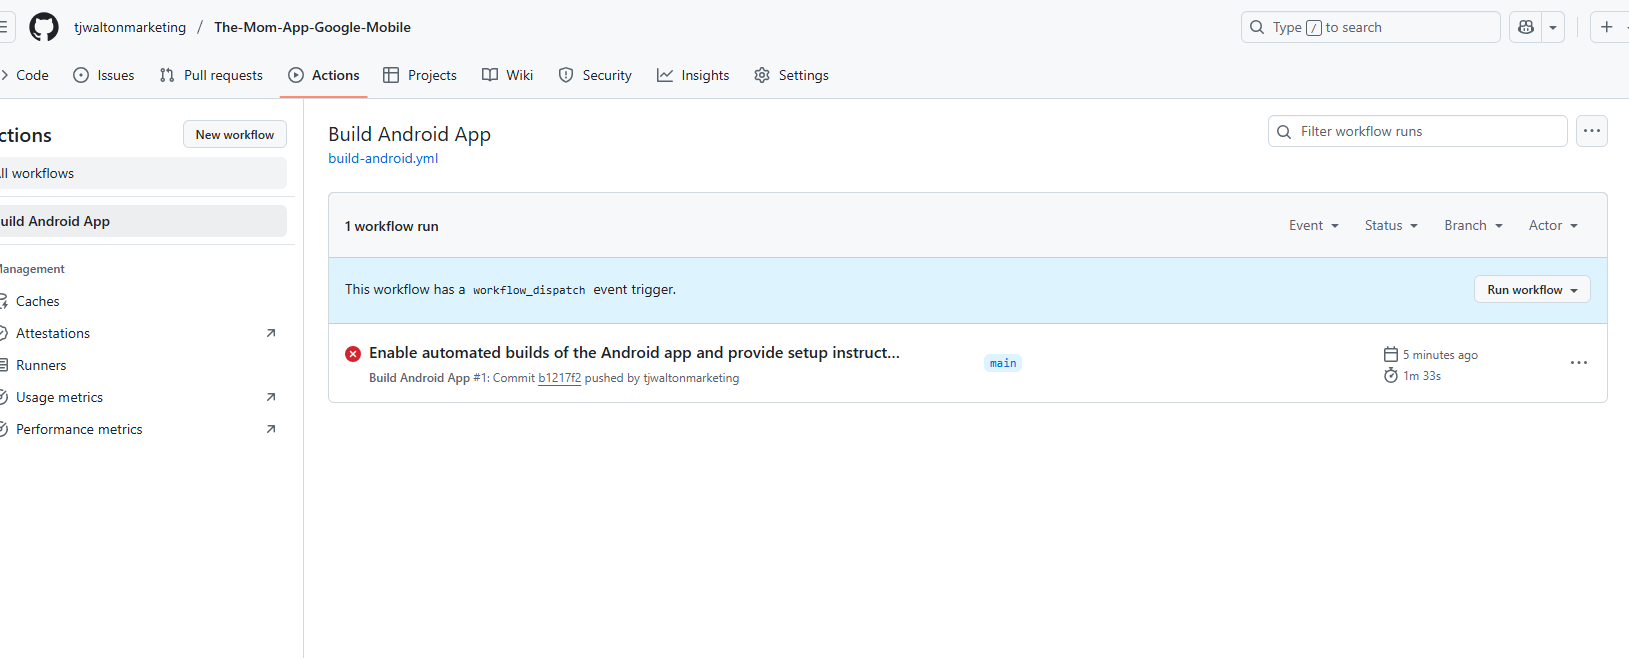 tjwaltonmarketing / The-Mom-App-Google-Mobile
Type / to search
Code Issues Pull requests Actions Projects Wiki Security Insights Settings
ctions
New workflow
ll workflows
uild Android App
Management
Caches
Attestations
Runners
Usage metrics
Performance metrics
Build Android App
build-android.yml
Filter workflow runs
1 workflow run
Event Status Branch Actor
This workflow has a workflow_dispatch event trigger.
Run workflow
Enable automated builds of the Android app and provide setup instruct...
Build Android App #1: Commit b1217f2 pushed by tjwaltonmarketing
main
5 minutes ago
1m 33s